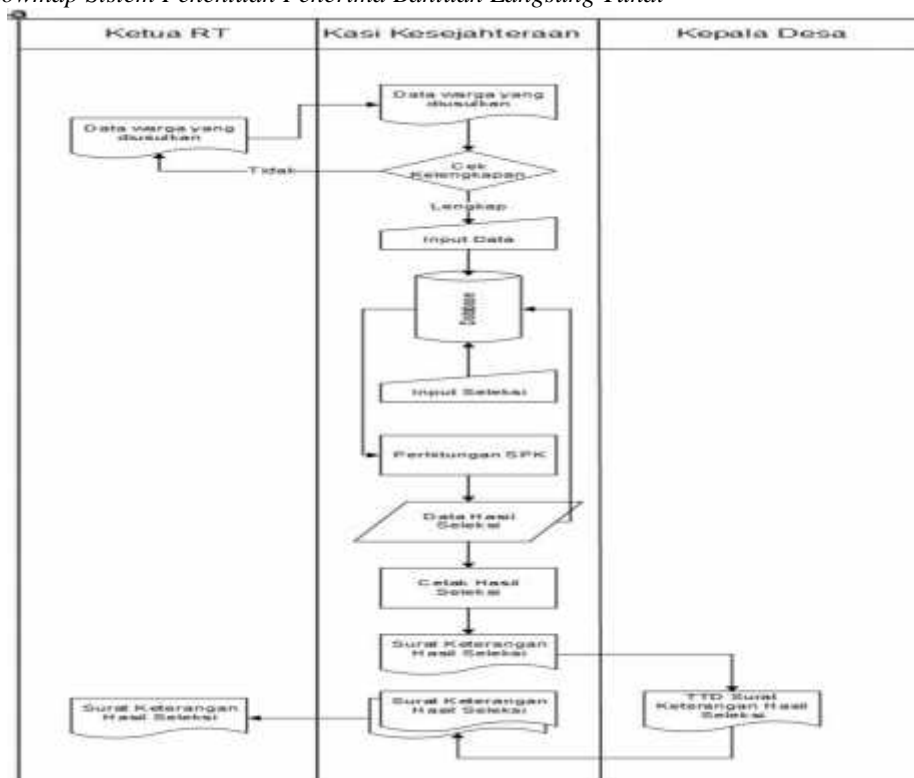 Sistem Penentuan Penerima Bantuan Langsung Tunai
Ketua RT
Kasi Kesejahteraan
Kepala Desa
Data warga yang
diusulkan
Data warga yang
diusulkan
Cek
Kelengkapan
Tidak
Lengkap
Input Data
Database
Input Seleksi
Perhitungan SPK
Data Hasil
Seleksi
Cetak Hasil
Seleksi
Surat Keterangan
Hasil Seleksi
Surat Keterangan
Hasil Seleksi
Surat Keterangan
Hasil Seleksi
TTD Surat
Keterangan Hasil
Seleksi